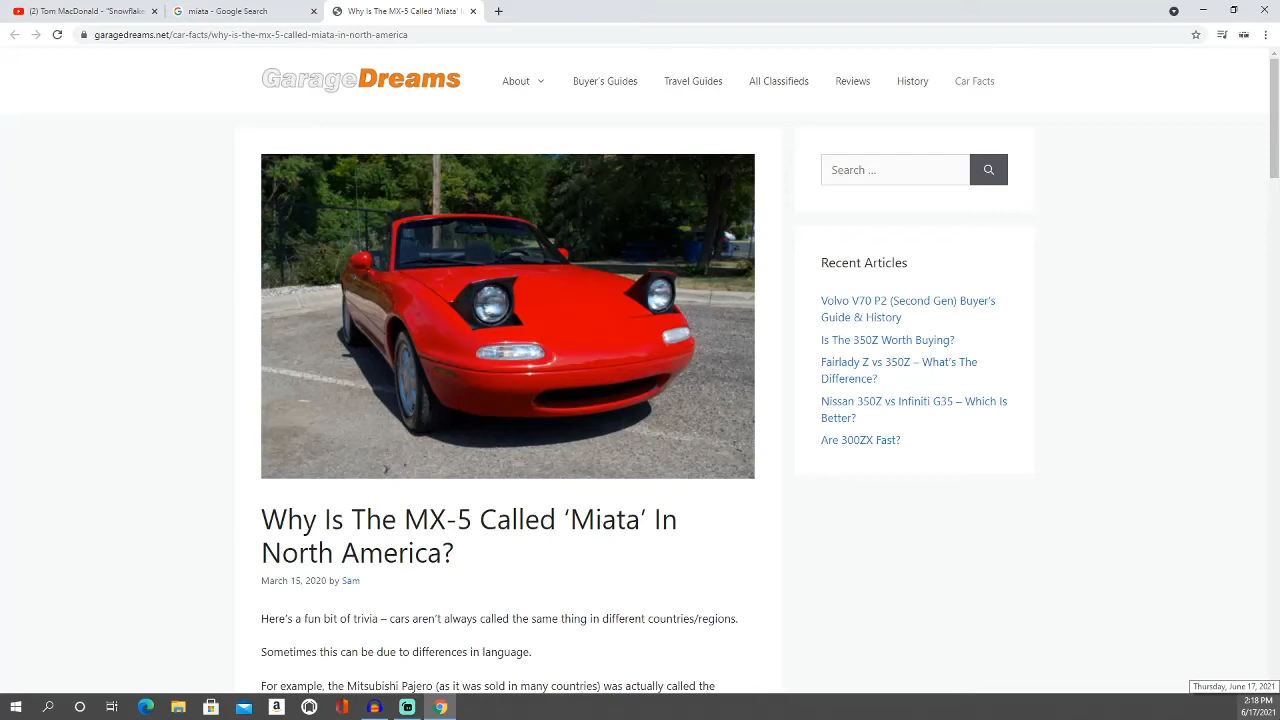 (2) Tom MacDonald - "Snowflake
miata - Google Search
Why Is The MX-5 Called 'Miata' I
garagedreams.net/car-facts/why-is-the-mx-5-called-miata-in-north-america
GarageDreams
About
Buyer's Guides
Travel Guides
All Classifieds
Reviews
History
Car Facts
Search ...
Recent Articles
Volvo V70 P2 (Second Gen) Buyer's
Guide & History
Is The 350Z Worth Buying?
Fairlady Z vs 350Z – What's The
Difference?
Nissan 350Z vs Infiniti G35 – Which Is
Better?
Are 300ZX Fast?
Why Is The MX-5 Called ‘Miata’ In
North America?
March 15, 2020 by Sam
Here's a fun bit of trivia – cars aren't always called the same thing in different countries/regions.
Sometimes this can be due to differences in language.
For example, the Mitsubishi Pajero (as it was sold in many countries) was actually called the
Thursday, June 17, 2021
2:18 PM
6/17/2021